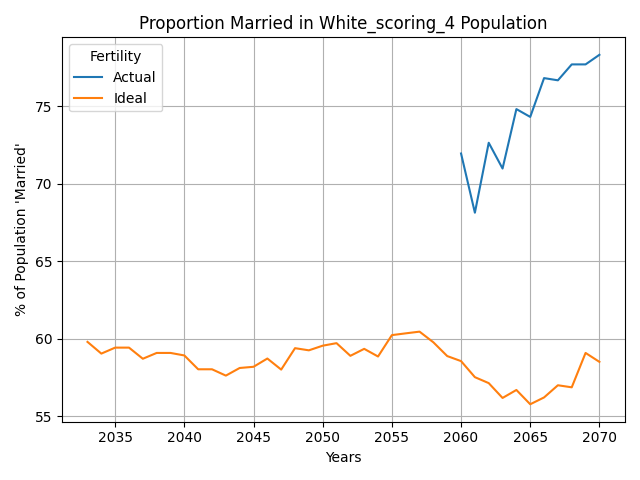 Proportion Married in White_scoring_4 Population
Fertility
Actual
Ideal
% of Population 'Married'
75
70
65
60
55
2035
2040
2045
2050
2055
2060
2065
2070
Years